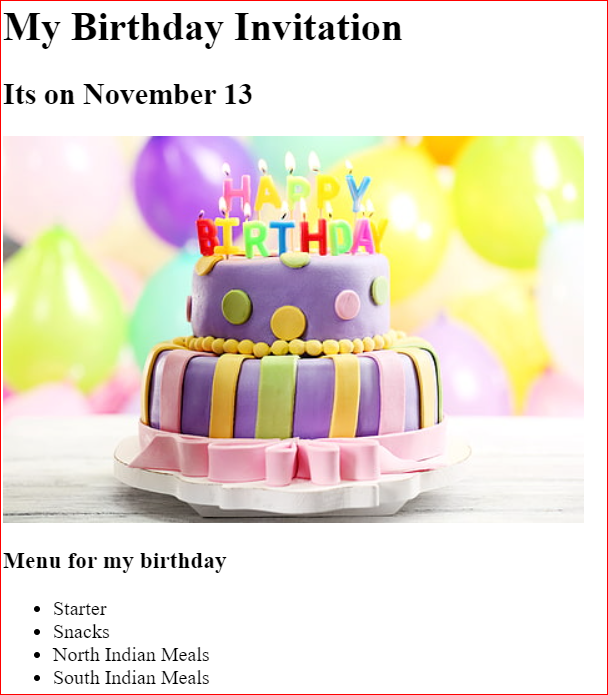 My Birthday Invitation
Its on November 13
HAPPY
BIRTHDAY
Menu for my birthday
Starter
Snacks
North Indian Meals
South Indian Meals